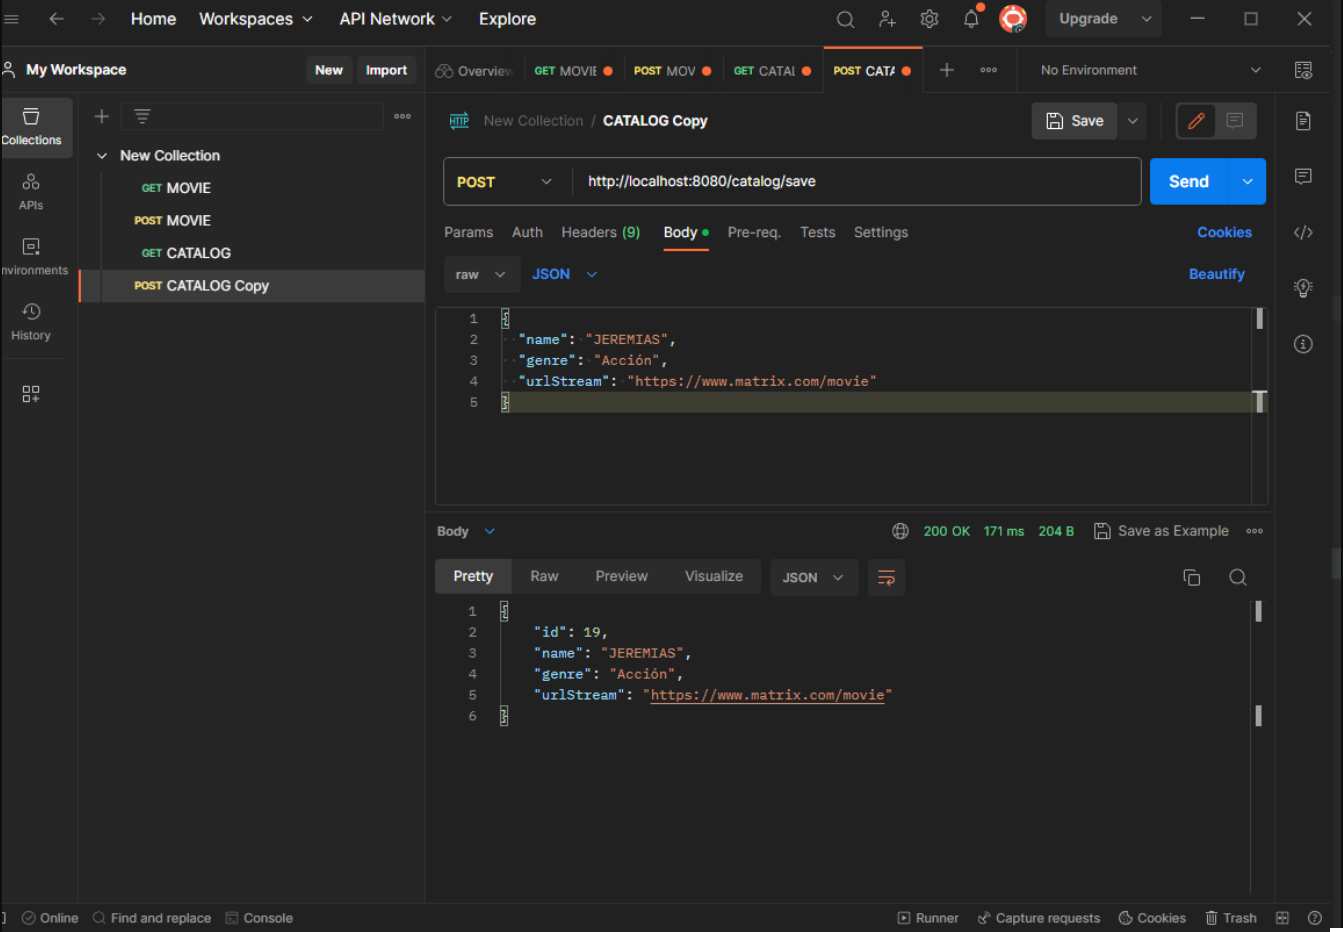 Home Workspaces API Network Explore Upgrade
My Workspace New Import Overview GET MOVIE POST MOV GET CATAL POST CATA No Environment
Collections
APIs
nvironments
History
New Collection
GET MOVIE
POST MOVIE
GET CATALOG
POST CATALOG Copy
HTTP New Collection / CATALOG Copy Save
POST http://localhost:8080/catalog/save Send
Params Auth Headers (9) Body Pre-req. Tests Settings Cookies
raw JSON Beautify
1 {
2 "name": "JEREMIAS",
3 "genre": "Acción",
4 "urlStream": "https://www.matrix.com/movie"
5 }
Body 200 OK 171 ms 204 B Save as Example
Pretty Raw Preview Visualize JSON
1 {
2 "id": 19,
3 "name": "JEREMIAS",
4 "genre": "Acción",
5 "urlStream": "https://www.matrix.com/movie"
6 }
Online Find and replace Console Runner Capture requests Cookies Trash